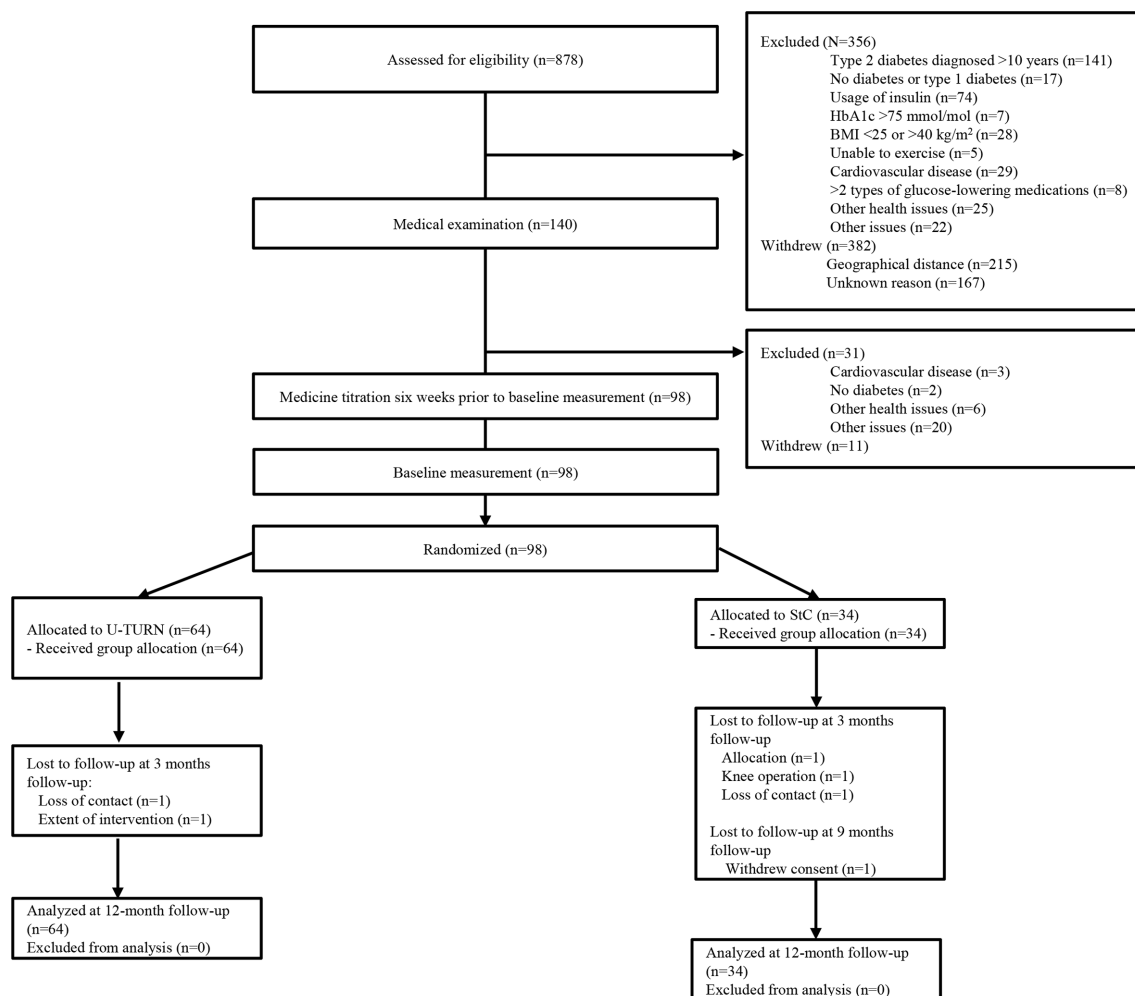 Assessed for eligibility (n=878)
Excluded (N=356)
Type 2 diabetes diagnosed >10 years (n=141)
No diabetes or type 1 diabetes (n=17)
Usage of insulin (n=74)
HbA1c >75 mmol/mol (n=7)
BMI <25 or >40 kg/m² (n=28)
Unable to exercise (n=5)
Cardiovascular disease (n=29)
>2 types of glucose-lowering medications (n=8)
Other health issues (n=25)
Other issues (n=22)
Withdrew (n=382)
Geographical distance (n=215)
Unknown reason (n=167)
Medical examination (n=140)
Excluded (n=31)
Cardiovascular disease (n=3)
No diabetes (n=2)
Other health issues (n=6)
Other issues (n=20)
Withdrew (n=11)
Medicine titration six weeks prior to baseline measurement (n=98)
Baseline measurement (n=98)
Randomized (n=98)
Allocated to U-TURN (n=64)
- Received group allocation (n=64)
Lost to follow-up at 3 months
follow-up:
Loss of contact (n=1)
Extent of intervention (n=1)
Analyzed at 12-month follow-up
(n=64)
Excluded from analysis (n=0)
Allocated to StC (n=34)
- Received group allocation (n=34)
Lost to follow-up at 3 months
follow-up
Allocation (n=1)
Knee operation (n=1)
Loss of contact (n=1)
Lost to follow-up at 9 months
follow-up
Withdrew consent (n=1)
Analyzed at 12-month follow-up
(n=34)
Excluded from analysis (n=0)